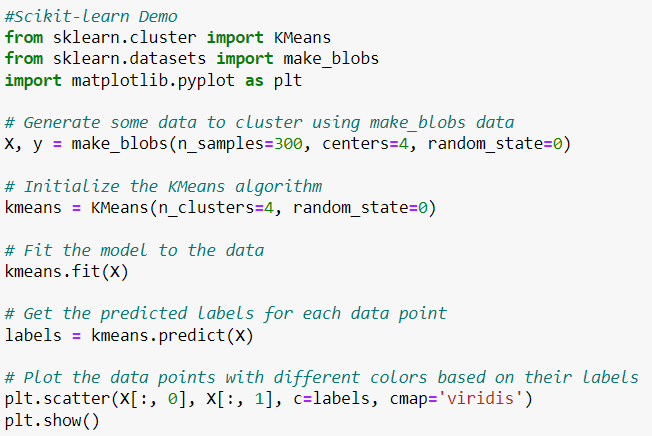 #Scikit-learn Demo
from sklearn.cluster import KMeans
from sklearn.datasets import make_blobs
import matplotlib.pyplot as plt
# Generate some data to cluster using make_blobs data
X, y = make_blobs(n_samples=300, centers=4, random_state=0)
# Initialize the KMeans algorithm
kmeans = KMeans(n_clusters=4, random_state=0)
# Fit the model to the data
kmeans.fit(X)
# Get the predicted labels for each data point
labels = kmeans.predict(X)
# Plot the data points with different colors based on their labels
plt.scatter(X[:, 0], X[:, 1], c=labels, cmap='viridis')
plt.show()